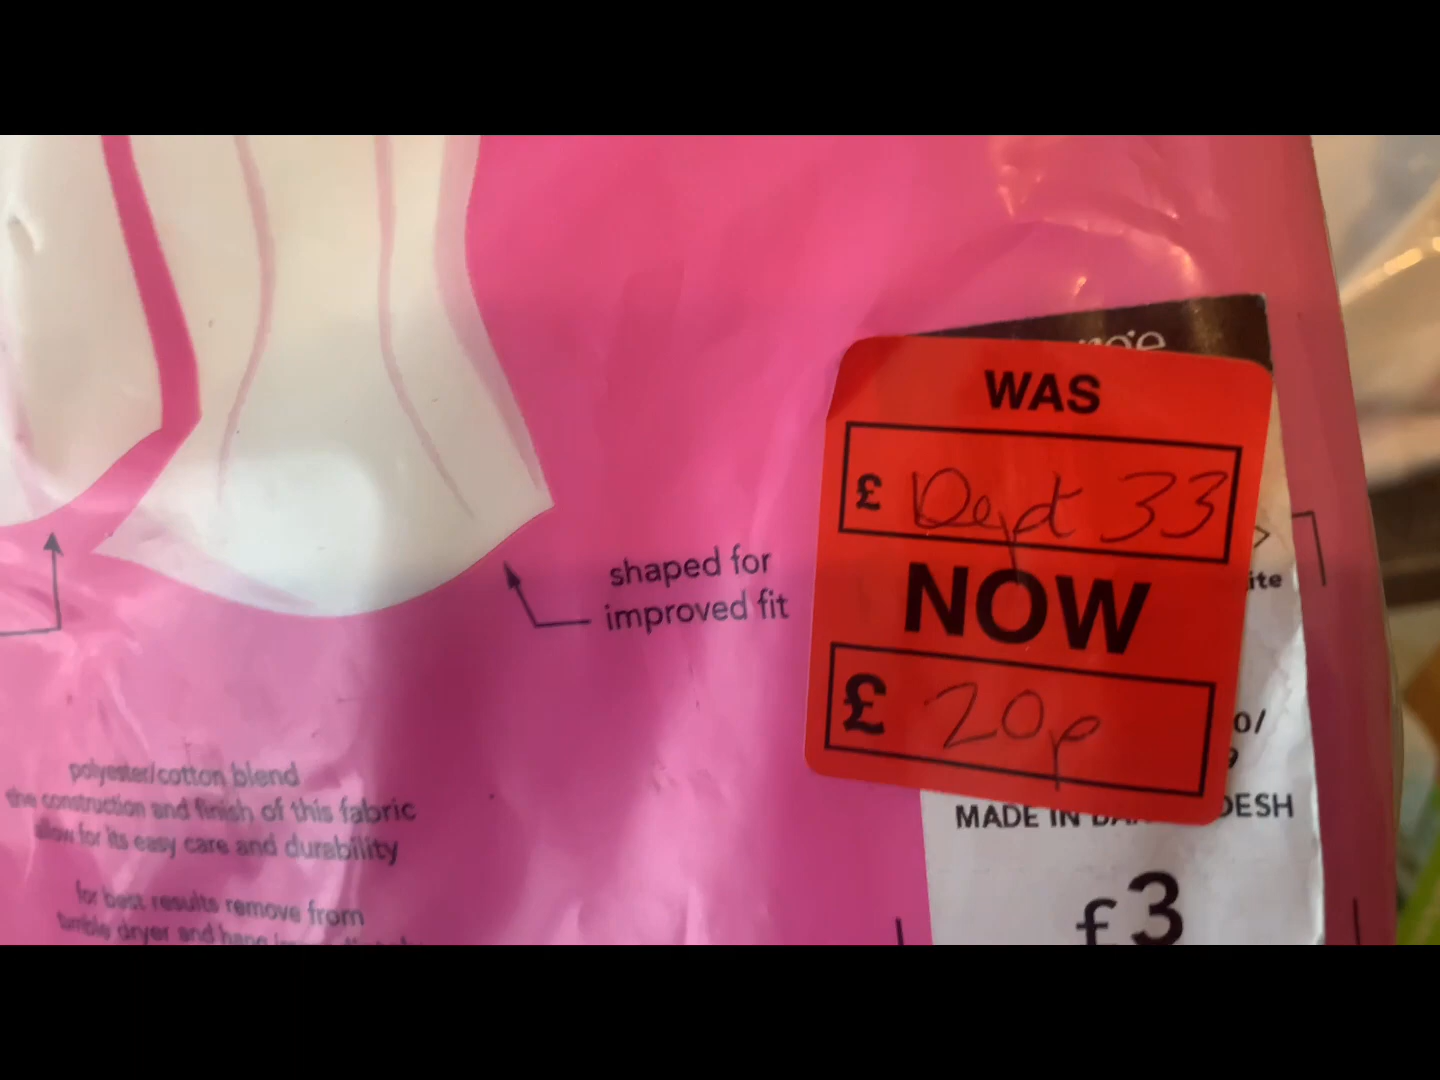 WAS
£ Dept 33
NOW
£ 20p
shaped for
improved fit
polyester/cotton blend
the construction and finish of this fabric
allow for its easy care and durability
for best results remove from
tumble dryer and hang
MADE IN
£3